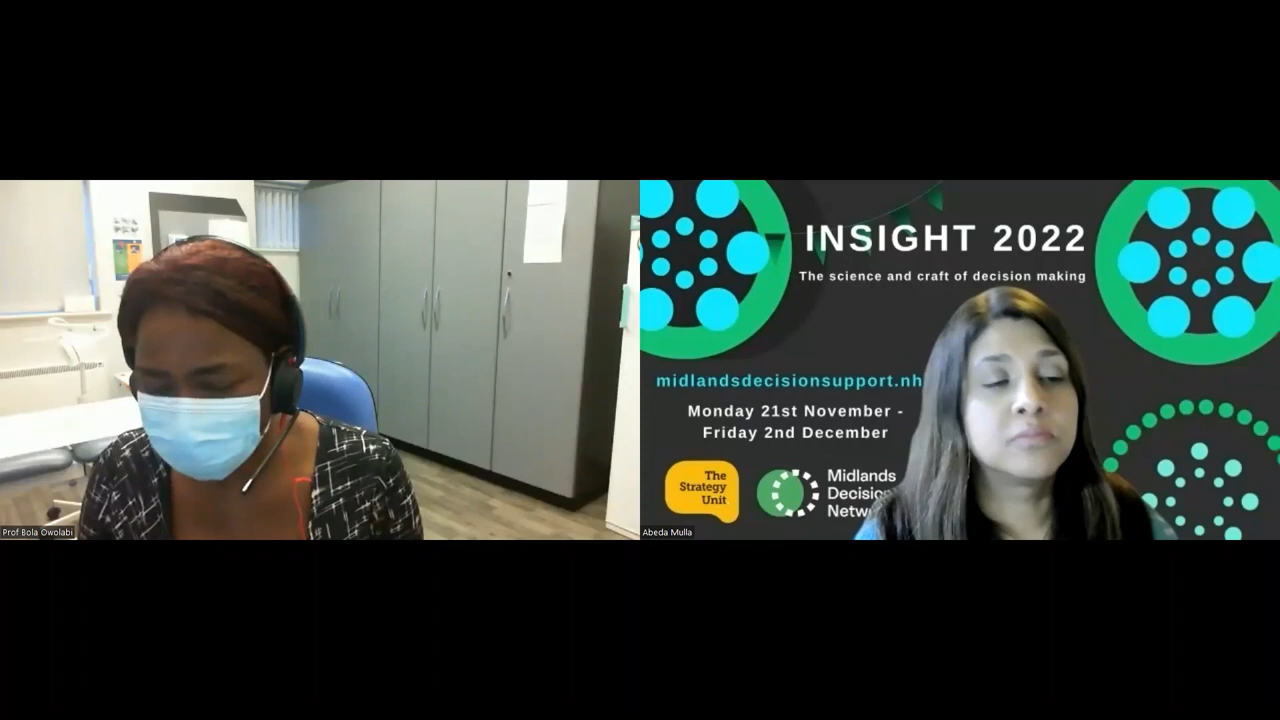 Prof Bola Owolabi
INSIGHT 2022
The science and craft of decision making
midlandsdecisionsupport.nh
Monday 21st November -
Friday 2nd December
The
Strategy
Unit
Midlands
Decision
Netw
Abeda Mulla